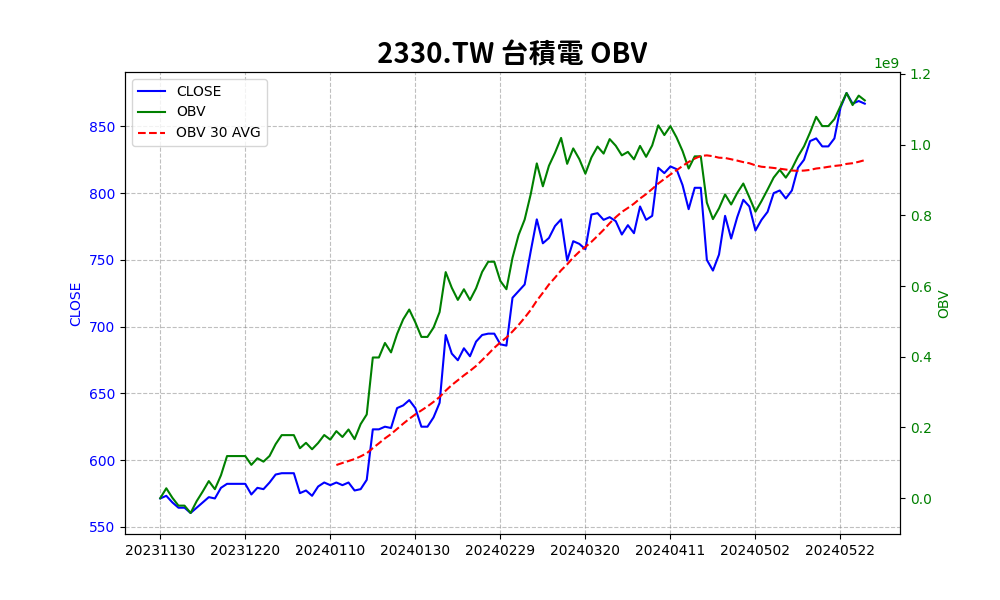 2330.TW 台積電 OBV
1e9
CLOSE
OBV
OBV 30 AVG
850
800
750
700
650
600
550
CLOSE
1.2
1.0
0.8
0.6
0.4
0.2
0.0
OBV
20231130 20231220 20240110 20240130 20240229 20240320 20240411 20240502 20240522